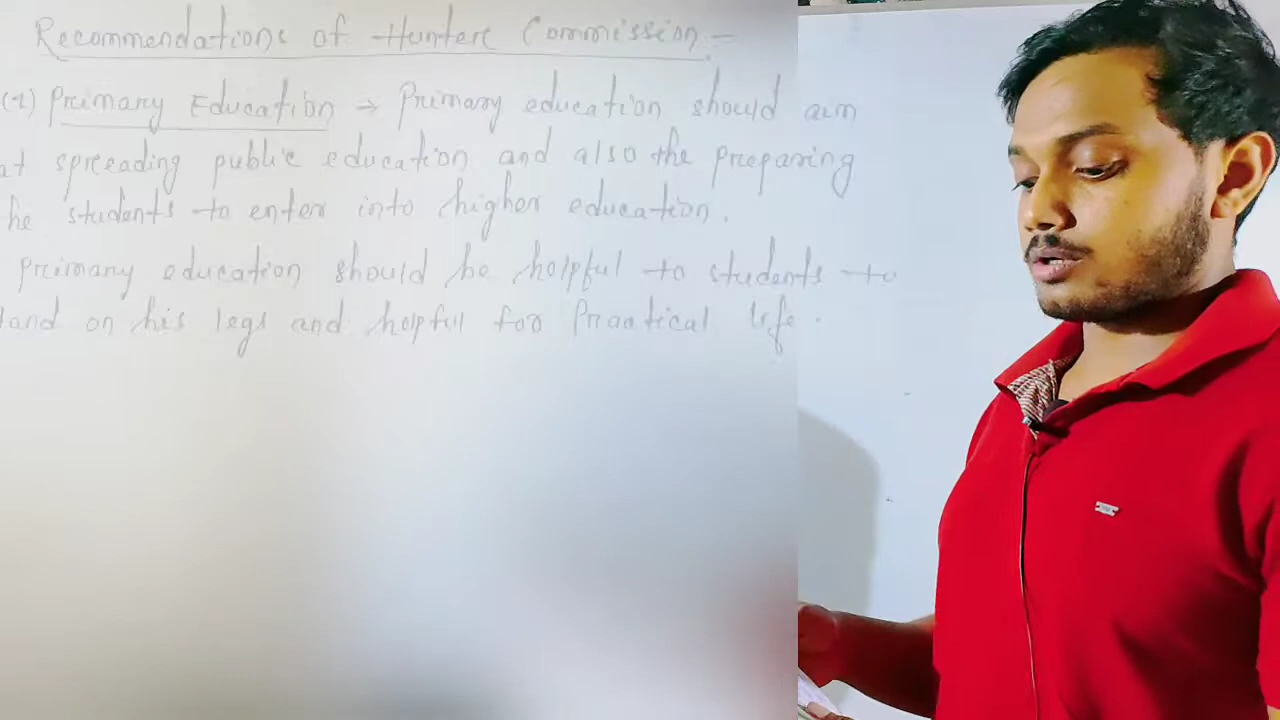 Recommendations of Hunter Commission -
(1) Primary Education → Primary education should aim
at spreading public education and also the preparing
he students to enter into higher education.
primary education should be helpful to students to
tand on his legs and helpful for Practical life.